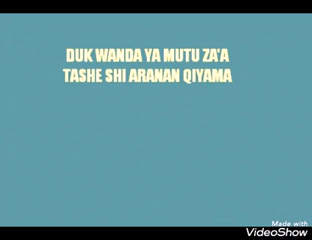 DUK WANDA YA MUTU ZA'A
TASHE SHI ARANAN QIYAMA
Made with
VideoShow